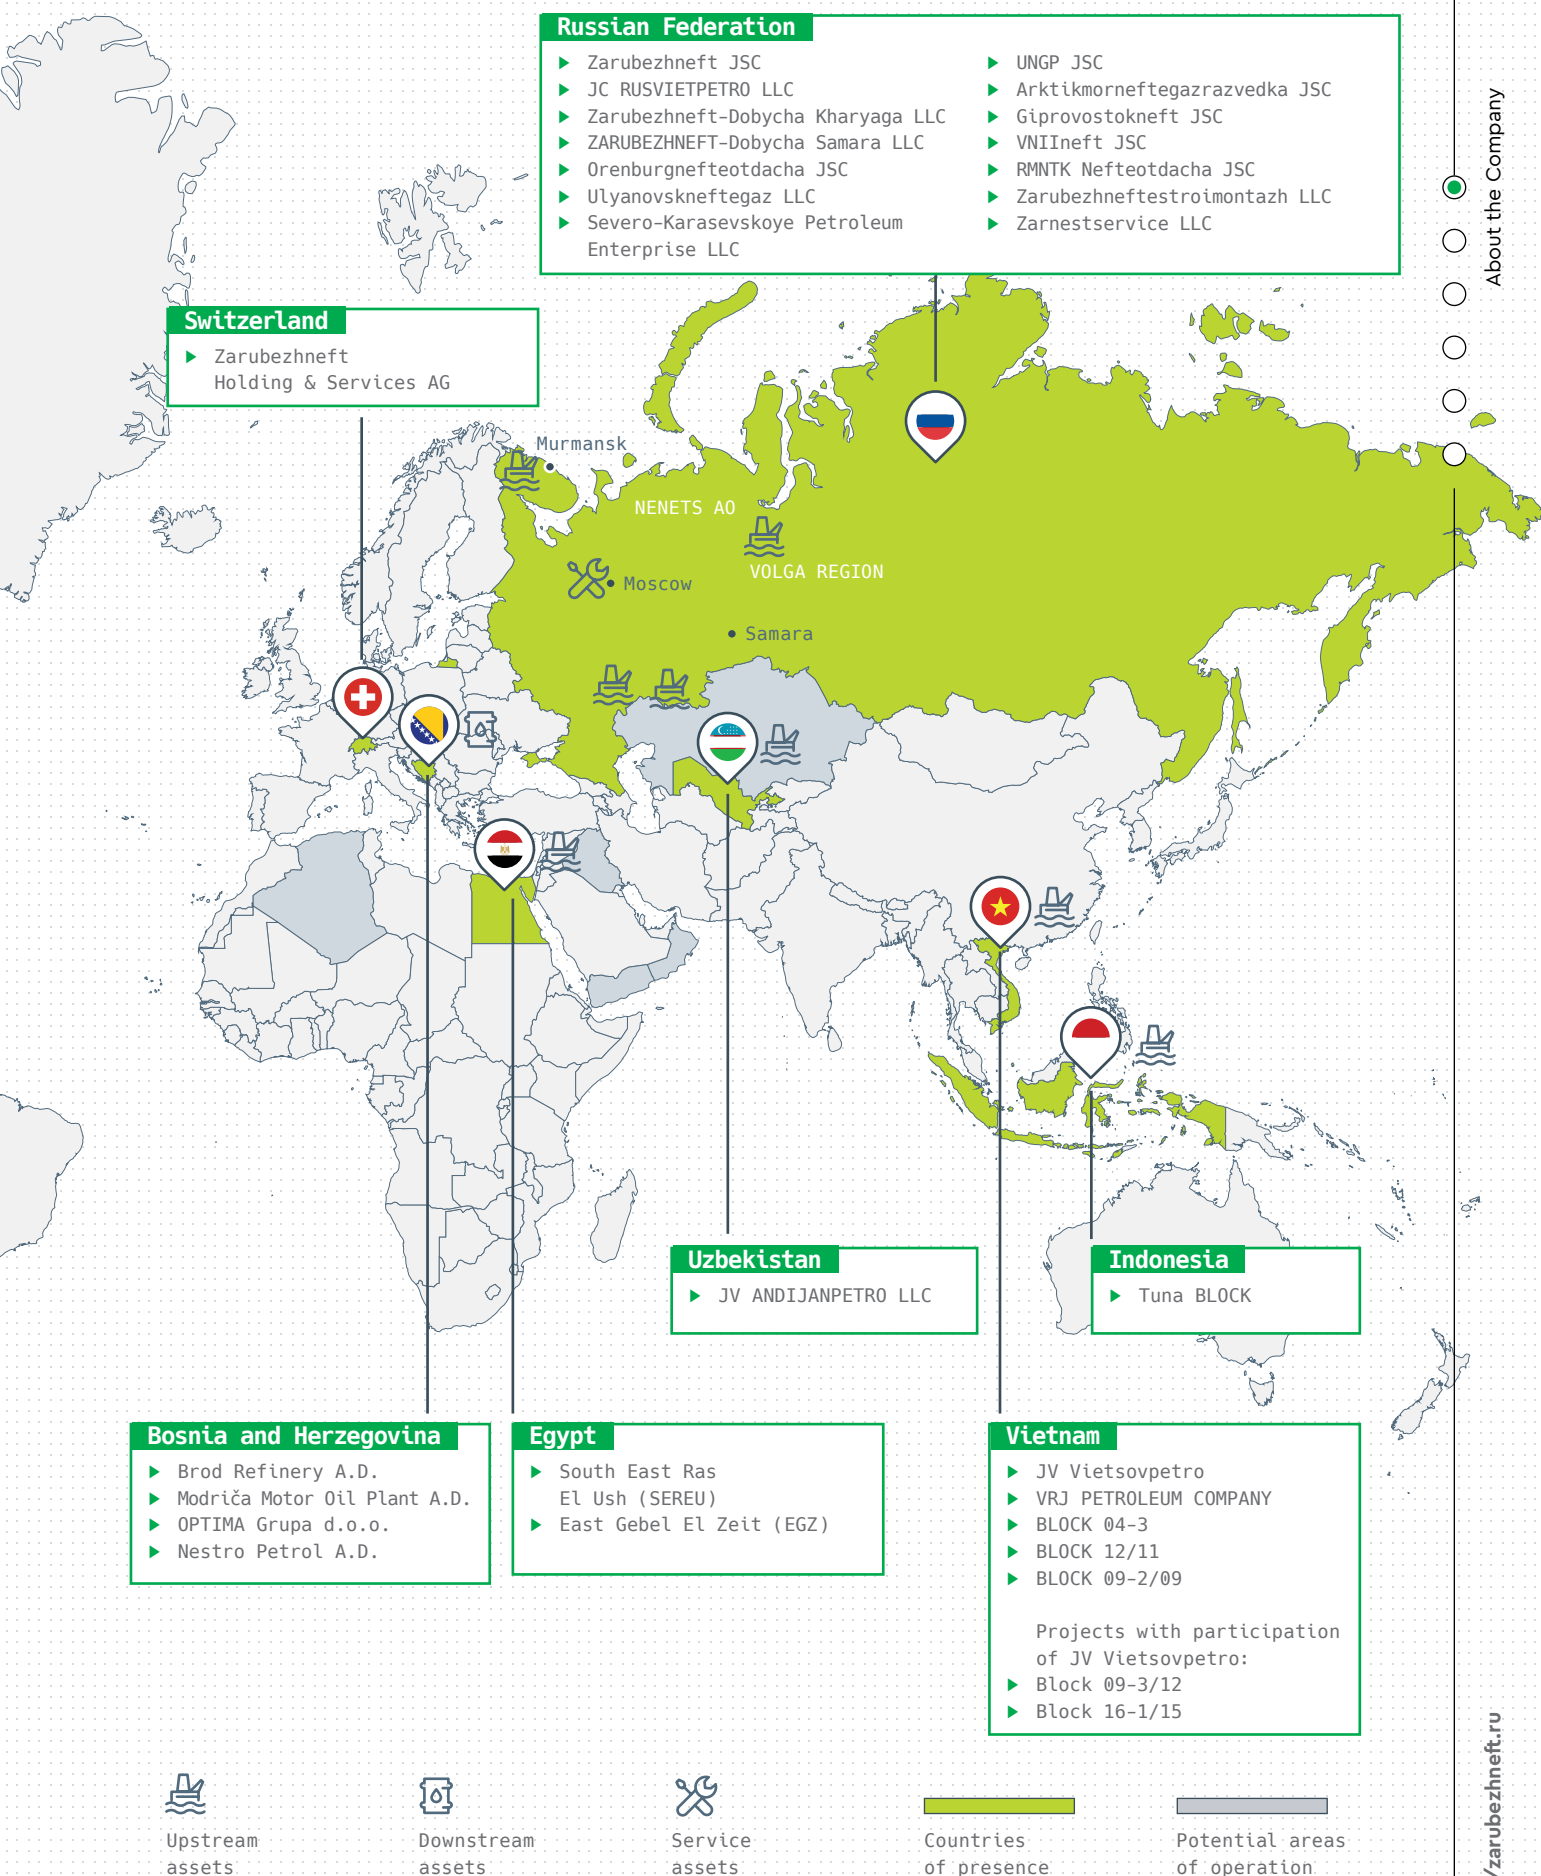 Russian Federation
Zarubezhneft JSC
JC RUSVIETPETRO LLC
Zarubezhneft-Dobycha Kharyaga LLC
ZARUBEZHNEFT-Dobycha Samara LLC
Orenburgnefteotdacha JSC
Ulyanovskneftegaz LLC
Severo-Karasevskoye Petroleum
Enterprise LLC
UNGP JSC
Arktikmorneftegazrazvedka JSC
Giprovostokneft JSC
VNIIneft JSC
RMNTK Nefteotdacha JSC
Zarubezhneftestroimontazh LLC
Zarnestservice LLC
About the Company
Switzerland
Zarubezhneft
Holding & Services AG
Murmansk
NENETS AO
VOLGA REGION
Moscow
Samara
Uzbekistan
JV ANDIJANPETRO LLC
Indonesia
Tuna BLOCK
Bosnia and Herzegovina
Brod Refinery A.D.
Modriča Motor Oil Plant A.D.
OPTIMA Grupa d.o.o.
Nestro Petrol A.D.
Egypt
South East Ras
El Ush (SEREU)
East Gebel El Zeit (EGZ)
Vietnam
JV Vietsovpetro
VRJ PETROLEUM COMPANY
BLOCK 04-3
BLOCK 12/11
BLOCK 09-2/09
Projects with participation
of JV Vietsovpetro:
Block 09-3/12
Block 16-1/15
Upstream
assets
Downstream
assets
Service
assets
Countries
of presence
Potential areas
of operation
/zarubezhneft.ru